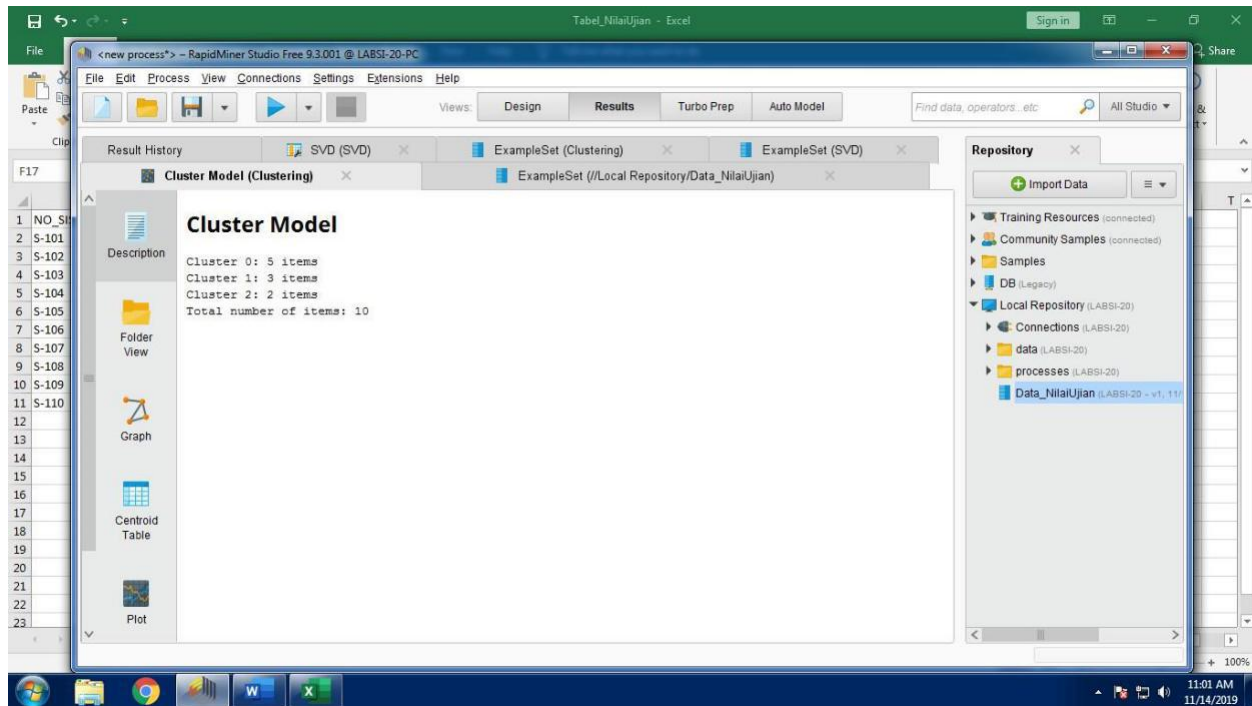 Tabel_NilaiUjian - Excel
Sign in
File
Share
<new process*> – RapidMiner Studio Free 9.3.001 @ LABSI-20-PC
File Edit Process View Connections Settings Extensions Help
Paste
Clip
Views:
Design
Results
Turbo Prep
Auto Model
Find data, operators...etc
All Studio
Result History
SVD (SVD)
ExampleSet (Clustering)
ExampleSet (SVD)
Repository
F17
Cluster Model (Clustering)
ExampleSet (//Local Repository/Data_NilaiUjian)
Import Data
T
Description
Folder View
Graph
Centroid Table
Plot
Cluster Model
Cluster 0: 5 items
Cluster 1: 3 items
Cluster 2: 2 items
Total number of items: 10
Training Resources (connected)
Community Samples (connected)
Samples
DB (Legacy)
Local Repository (LABSI-20)
Connections (LABSI-20)
data (LABSI-20)
processes (LABSI-20)
Data_NilaiUjian (LABSI-20 - v1, 11/
1 NO_SI
2 S-101
3 S-102
4 S-103
5 S-104
6 S-105
7 S-106
8 S-107
9 S-108
10 S-109
11 S-110
12
13
14
15
16
17
18
19
20
21
22
23
+ 100%
11:01 AM
11/14/2019